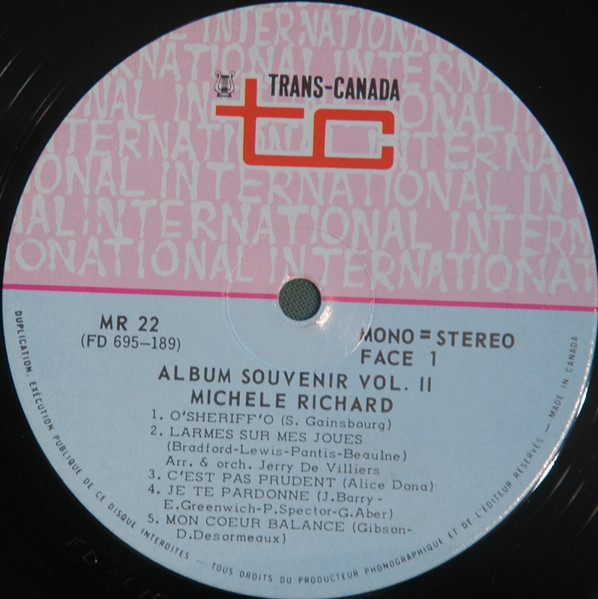 INTERNATIONAL
INTERNATIONAL
INTERNATIONAL INTERNATIONAL
TRANS-CANADA
tc
MR 22
(FD 695-189)
MONO = STEREO
FACE 1
ALBUM SOUVENIR VOL. II
MICHELE RICHARD
1. O'SHERIFF'O (S. Gainsbourg)
2. LARMES SUR MES JOUES
(Bradford-Lewis-Pantis-Beaulne)
Arr. & orch. Jerry De Villiers
3. C'EST PAS PRUDENT (Alice Dona)
4. JE TE PARDONNE (J.Barry-
E.Greenwich-P.Spector-G.Aber)
5. MON COEUR BALANCE (Gibson-
D.Desormeaux)
DUPLICATION, EXÉCUTION PUBLIQUE DE CE DISQUE INTERDITES — TOUS DROITS DU PRODUCTEUR PHONOGRAPHIQUE ET DE L'ÉDITEUR RÉSERVÉS — MADE IN CANADA